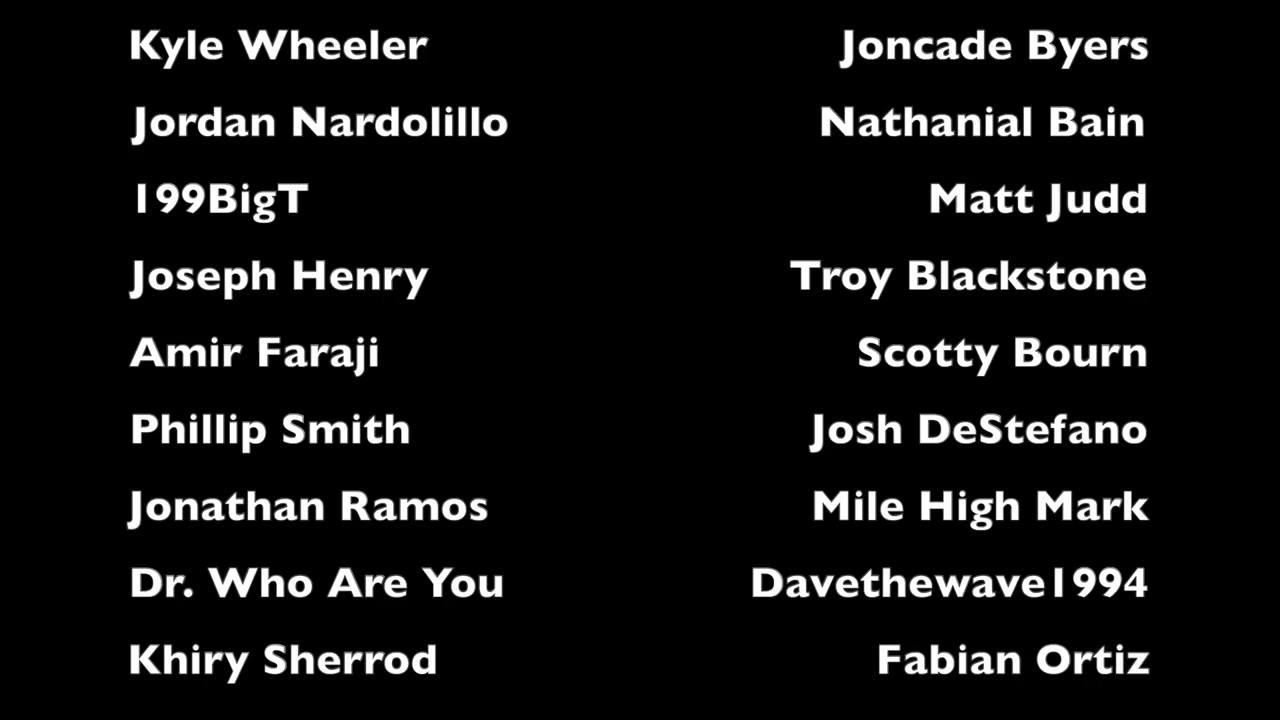 Kyle Wheeler
Jordan Nardolillo
199BigT
Joseph Henry
Amir Faraji
Phillip Smith
Jonathan Ramos
Dr. Who Are You
Khiry Sherrod
Joncade Byers
Nathanial Bain
Matt Judd
Troy Blackstone
Scotty Bourn
Josh DeStefano
Mile High Mark
Davethewave1994
Fabian Ortiz